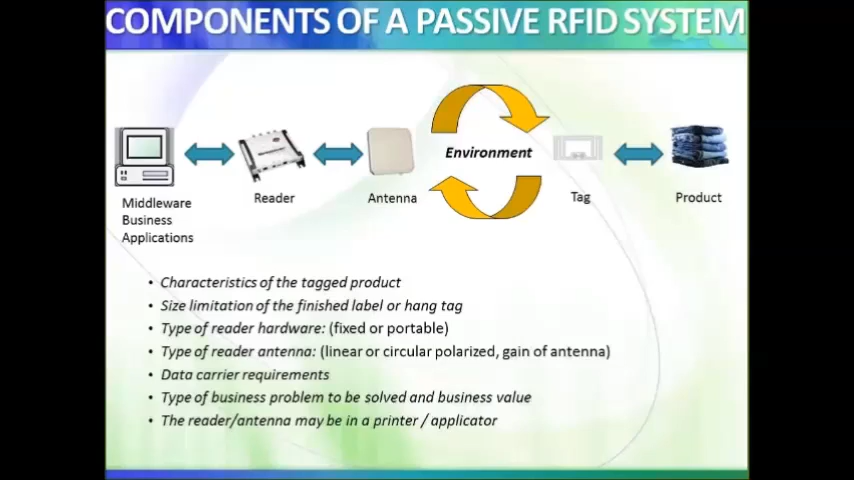 COMPONENTS OF A PASSIVE RFID SYSTEM
Environment
Middleware
Business
Applications
Reader
Antenna
Tag
Product
• Characteristics of the tagged product
• Size limitation of the finished label or hang tag
• Type of reader hardware: (fixed or portable)
• Type of reader antenna: (linear or circular polarized, gain of antenna)
• Data carrier requirements
• Type of business problem to be solved and business value
• The reader/antenna may be in a printer / applicator